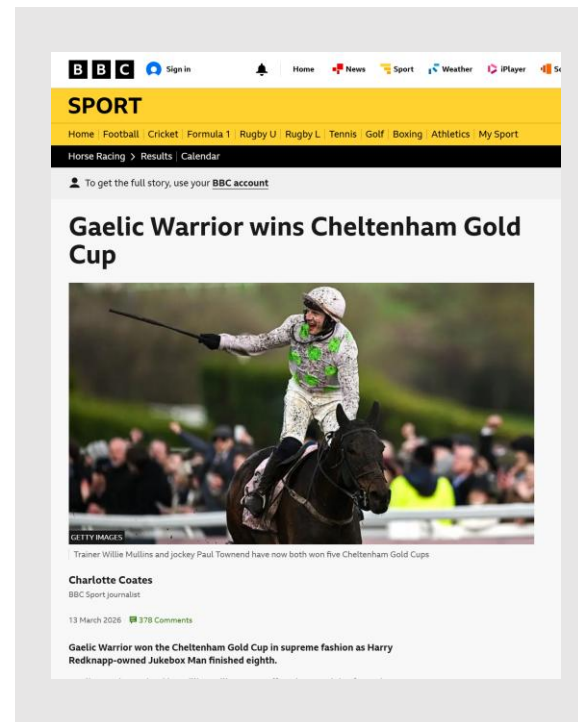 BBC Sign in Home News Sport Weather iPlayer
SPORT
Home Football Cricket Formula 1 Rugby U Rugby L Tennis Golf Boxing Athletics My Sport
Horse Racing > Results Calendar
To get the full story, use your BBC account
Gaelic Warrior wins Cheltenham Gold
Cup
GETTY IMAGES
Trainer Willie Mullins and jockey Paul Townend have now both won five Cheltenham Gold Cups
Charlotte Coates
BBC Sport journalist
13 March 2026 378 Comments
Gaelic Warrior won the Cheltenham Gold Cup in supreme fashion as Harry
Redknapp-owned Jukebox Man finished eighth.